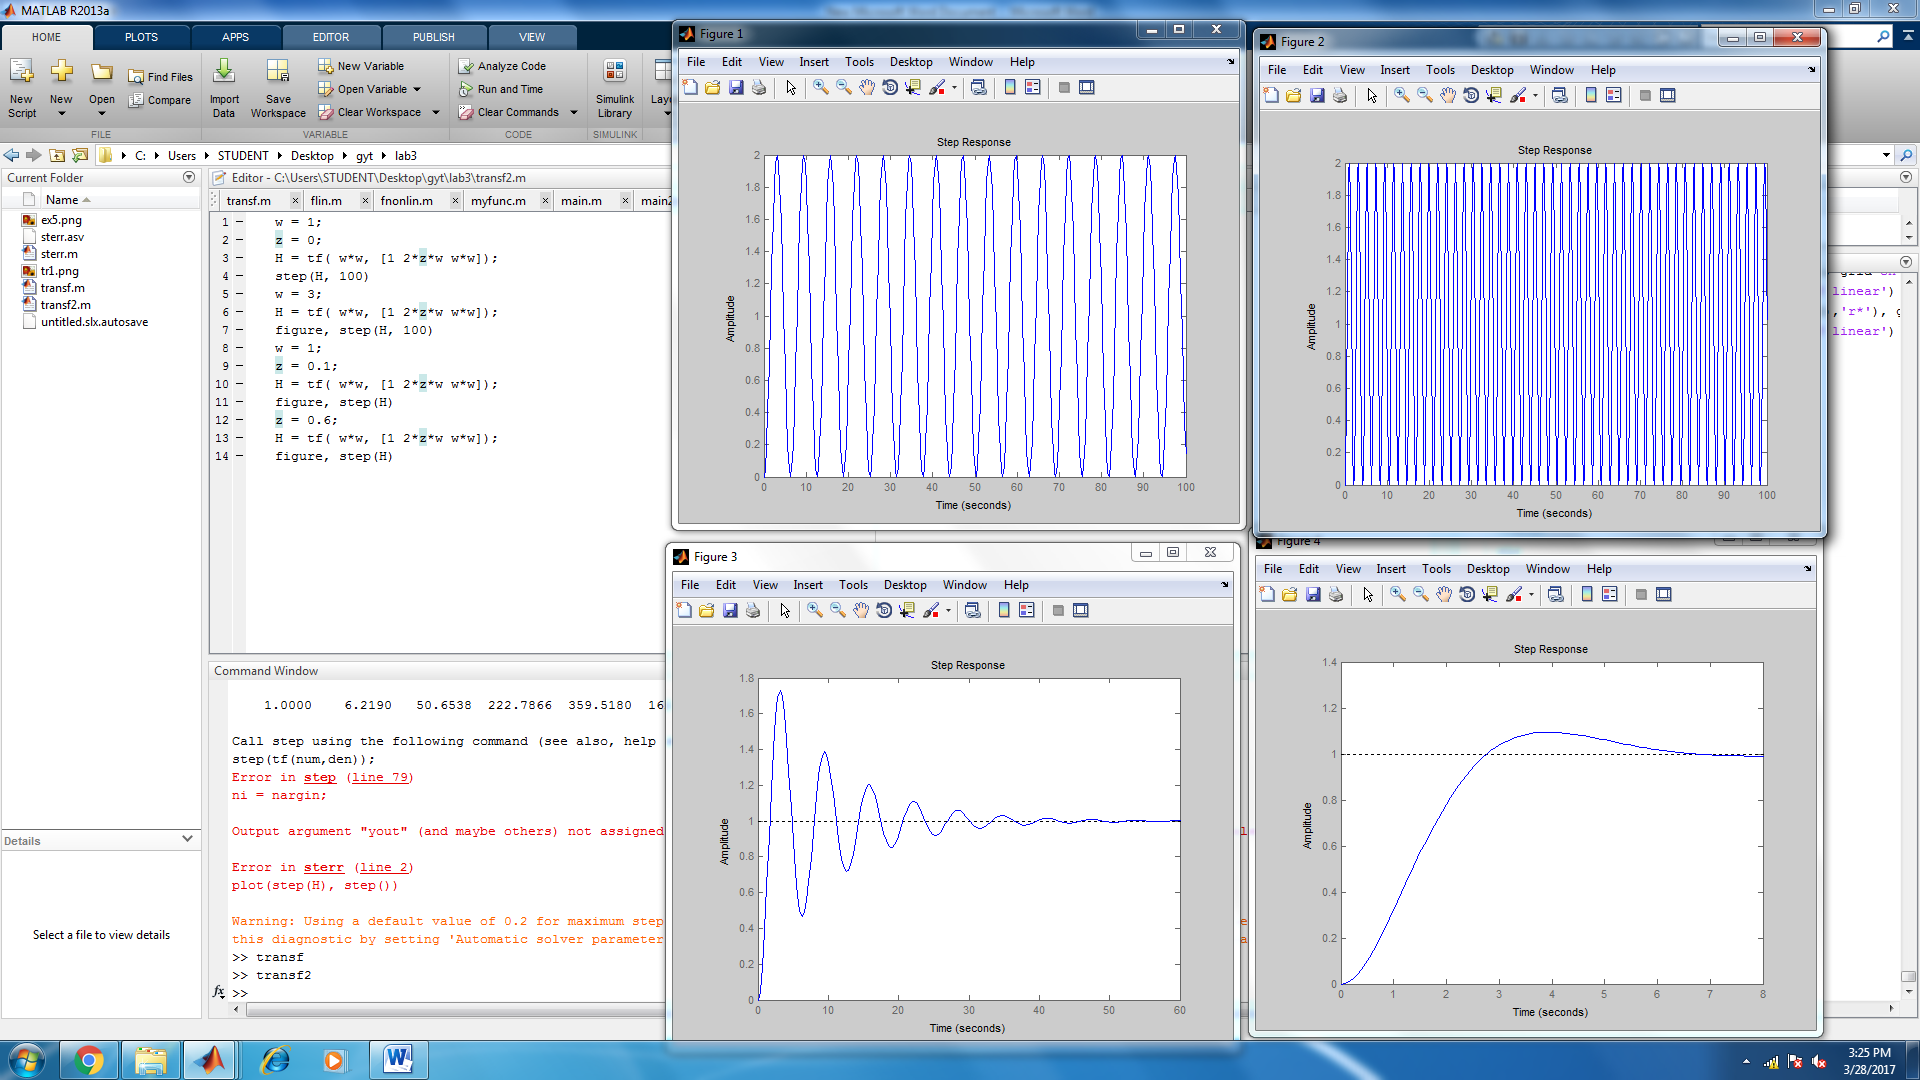 MATLAB R2013a
HOME PLOTS APPS EDITOR PUBLISH VIEW
New Script
New
Open
Find Files
Compare
Import Data
Save Workspace
New Variable
Open Variable
Clear Workspace
Analyze Code
Run and Time
Clear Commands
Simulink Library
FILE VARIABLE CODE SIMULINK
C: Users STUDENT Desktop gyt lab3
Current Folder
Name
ex5.png
sterr.asv
sterr.m
tr1.png
transf.m
transf2.m
untitled.slx.autosave
Details
Select a file to view details
Editor - C:\Users\STUDENT\Desktop\gyt\lab3\transf2.m
transf.m flin.m fnonlin.m myfunc.m main.m
1 w = 1;
2 z = 0;
3 H = tf( w*w, [1 2*z*w w*w]);
4 step(H, 100)
5 w = 3;
6 H = tf( w*w, [1 2*z*w w*w]);
7 figure, step(H, 100)
8 w = 1;
9 z = 0.1;
10 H = tf( w*w, [1 2*z*w w*w]);
11 figure, step(H)
12 z = 0.6;
13 H = tf( w*w, [1 2*z*w w*w]);
14 figure, step(H)
Command Window
1.0000 6.2190 50.6538 222.7866 359.5180 16
Call step using the following command (see also, help
step(tf(num,den));
Error in step (line 79)
ni = nargin;
Output argument "yout" (and maybe others) not assigned
Error in sterr (line 2)
plot(step(H), step())
Warning: Using a default value of 0.2 for maximum step
this diagnostic by setting 'Automatic solver parameter
>> transf
>> transf2
fx >>
Figure 1
File Edit View Insert Tools Desktop Window Help
Step Response
Amplitude
2
1.8
1.6
1.4
1.2
1
0.8
0.6
0.4
0.2
0
0 10 20 30 40 50 60 70 80 90 100
Time (seconds)
Figure 2
File Edit View Insert Tools Desktop Window Help
Step Response
Amplitude
2
1.8
1.6
1.4
1.2
1
0.8
0.6
0.4
0.2
0
0 10 20 30 40 50 60 70 80 90 100
Time (seconds)
linear')
,'r*'), g
linear')
Figure 3
File Edit View Insert Tools Desktop Window Help
Step Response
Amplitude
1.8
1.6
1.4
1.2
1
0.8
0.6
0.4
0.2
0
0 10 20 30 40 50 60
Time (seconds)
Figure 4
File Edit View Insert Tools Desktop Window Help
Step Response
Amplitude
1.4
1.2
1
0.8
0.6
0.4
0.2
0
0 1 2 3 4 5 6 7 8
Time (seconds)
3:25 PM
3/28/2017